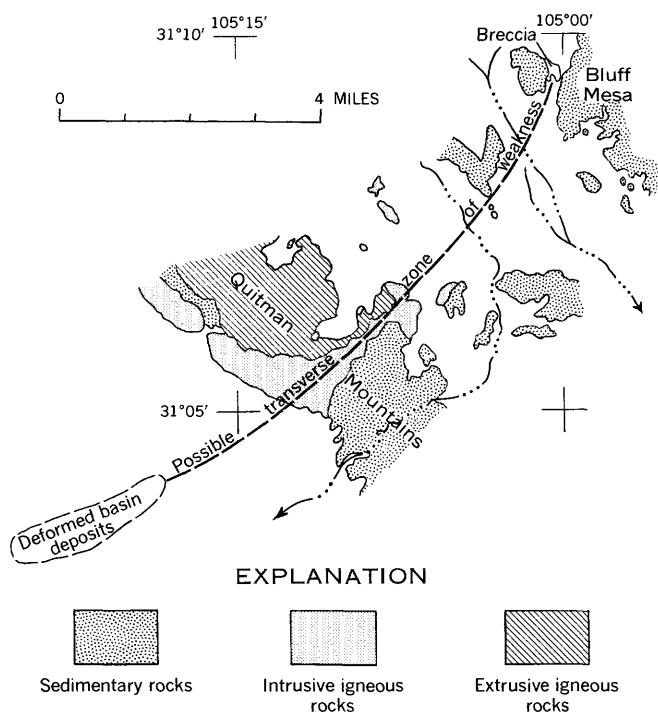 105°15′
31°10′
105°00′
Breccia
Bluff
Mesa
0 4 MILES
Possible transverse zone of weakness
Quitman
Mountains
31°05′
Deformed basin
deposits
EXPLANATION
Sedimentary rocks
Intrusive igneous
rocks
Extrusive igneous
rocks